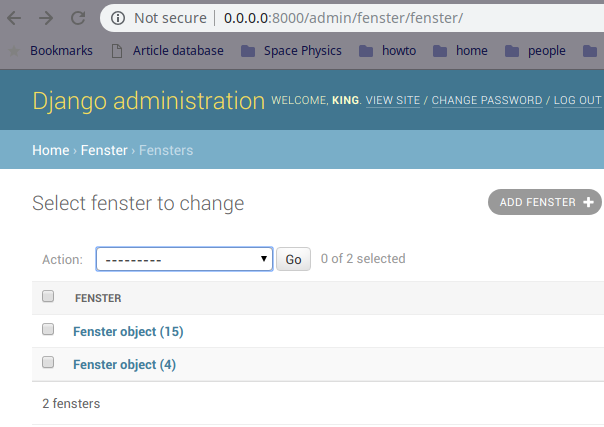 Not secure | 0.0.0.0:8000/admin/fenster/fenster/
Bookmarks Article database Space Physics howto home people
Django administration WELCOME, KING. VIEW SITE / CHANGE PASSWORD / LOG OUT
Home › Fenster › Fensters
Select fenster to change ADD FENSTER +
Action: --------- Go 0 of 2 selected
FENSTER
Fenster object (15)
Fenster object (4)
2 fensters